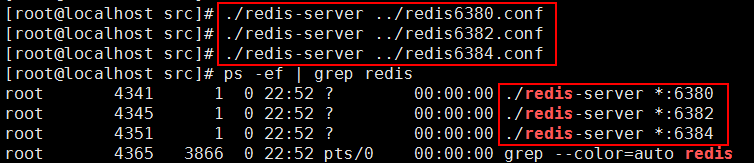 [root@localhost src]# ./redis-server ../redis6380.conf
[root@localhost src]# ./redis-server ../redis6382.conf
[root@localhost src]# ./redis-server ../redis6384.conf
[root@localhost src]# ps -ef | grep redis
root 4341 1 0 22:52 ? 00:00:00 ./redis-server *:6380
root 4345 1 0 22:52 ? 00:00:00 ./redis-server *:6382
root 4351 1 0 22:52 ? 00:00:00 ./redis-server *:6384
root 4365 3866 0 22:52 pts/0 00:00:00 grep --color=auto redis